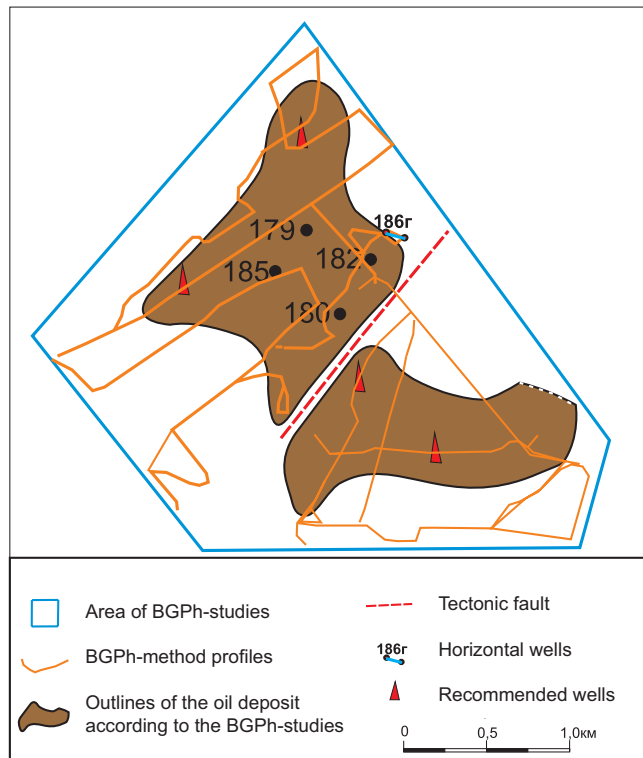 186г
179
182
185
180
Area of BGPh-studies
BGPh-method profiles
Outlines of the oil deposit
according to the BGPh-studies
Tectonic fault
186г
Horizontal wells
Recommended wells
0 0,5 1,0км